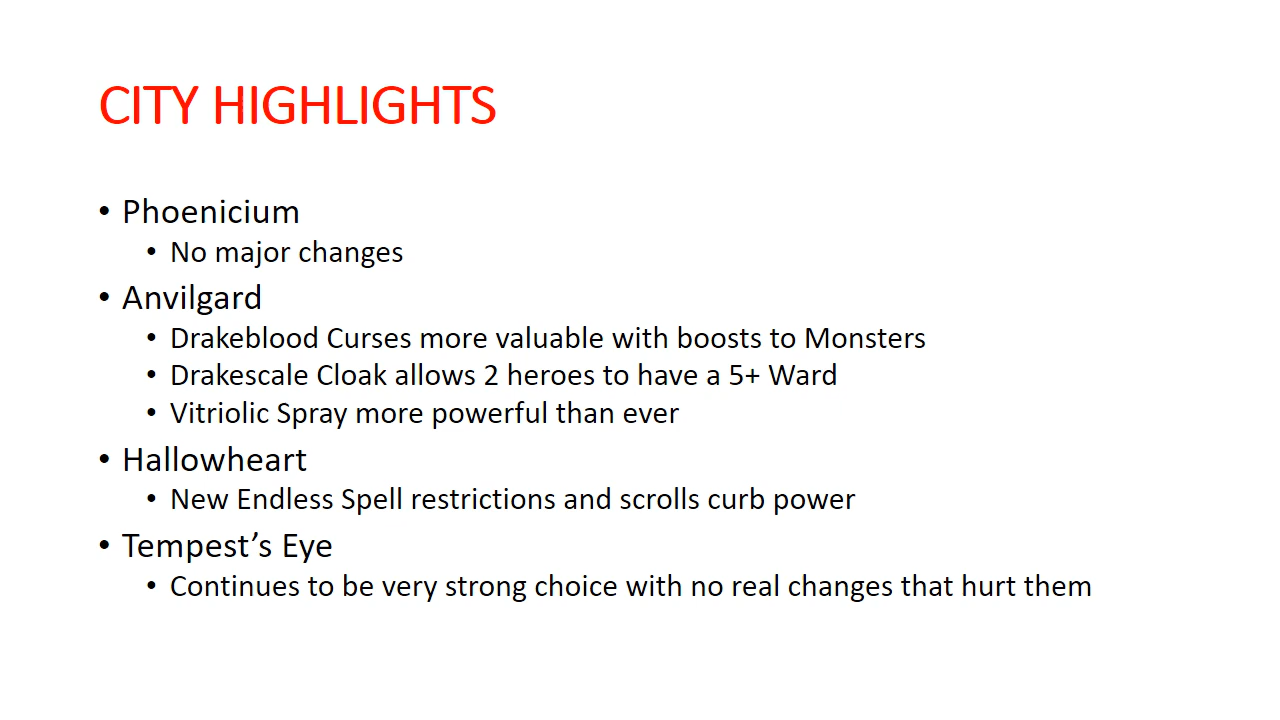 CITY HIGHLIGHTS
• Phoenicium
• No major changes
• Anvilgard
• Drakeblood Curses more valuable with boosts to Monsters
• Drakescale Cloak allows 2 heroes to have a 5+ Ward
• Vitriolic Spray more powerful than ever
• Hallowheart
• New Endless Spell restrictions and scrolls curb power
• Tempest’s Eye
• Continues to be very strong choice with no real changes that hurt them